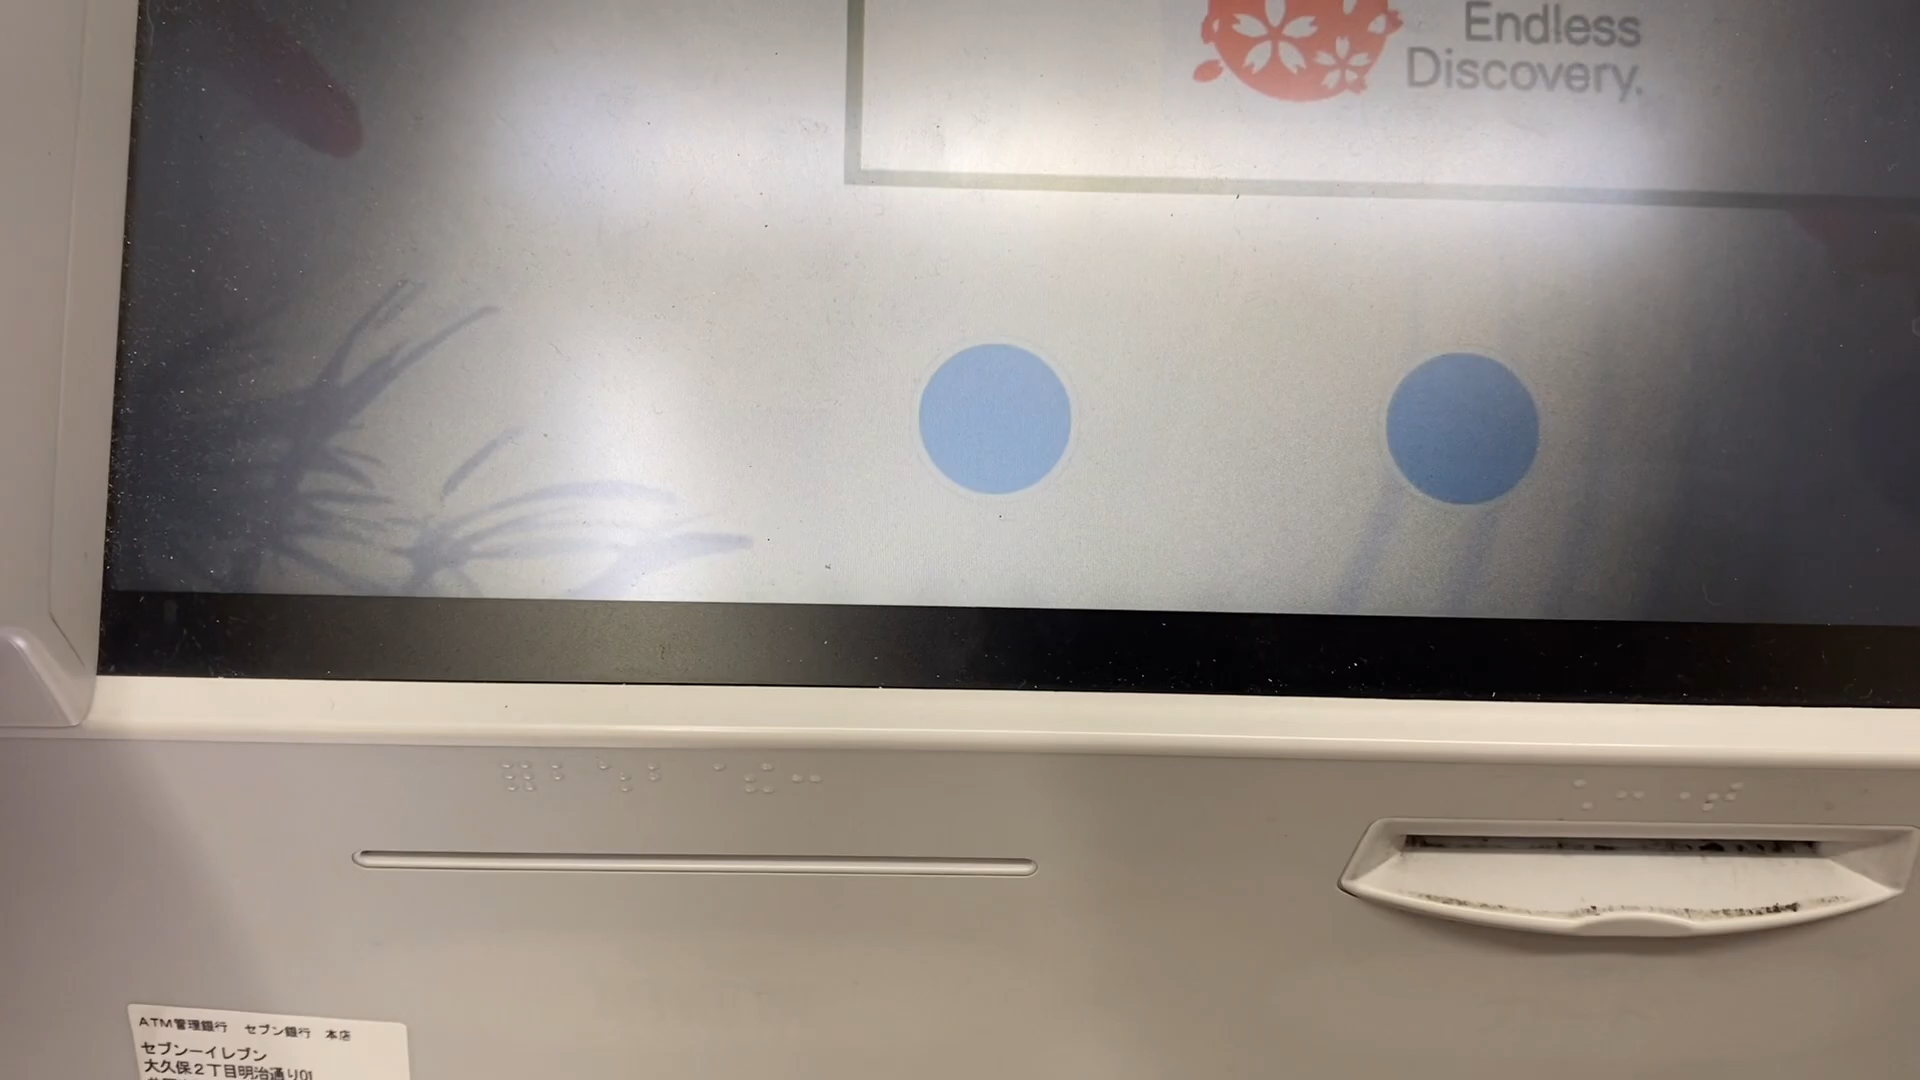 Endless
Discovery.
ATM管理銀行　セブン銀行　本店
セブンーイレブン
大久保2丁目明治通り01